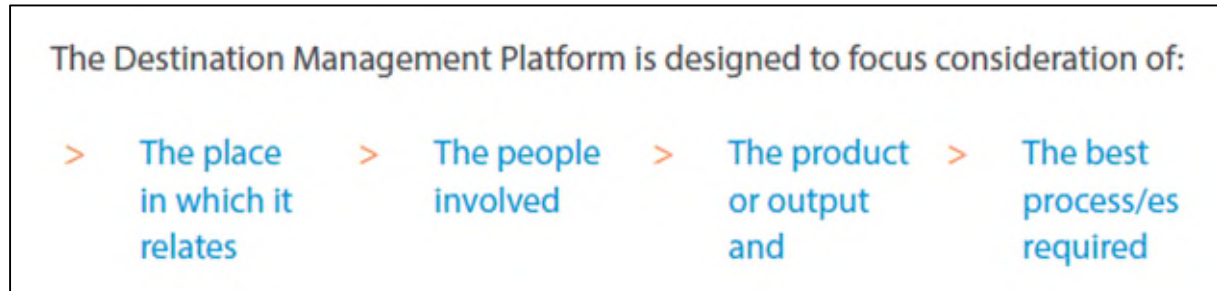 The Destination Management Platform is designed to focus consideration of:
> The place > The people > The product > The best
in which it involved or output process/es
relates and required